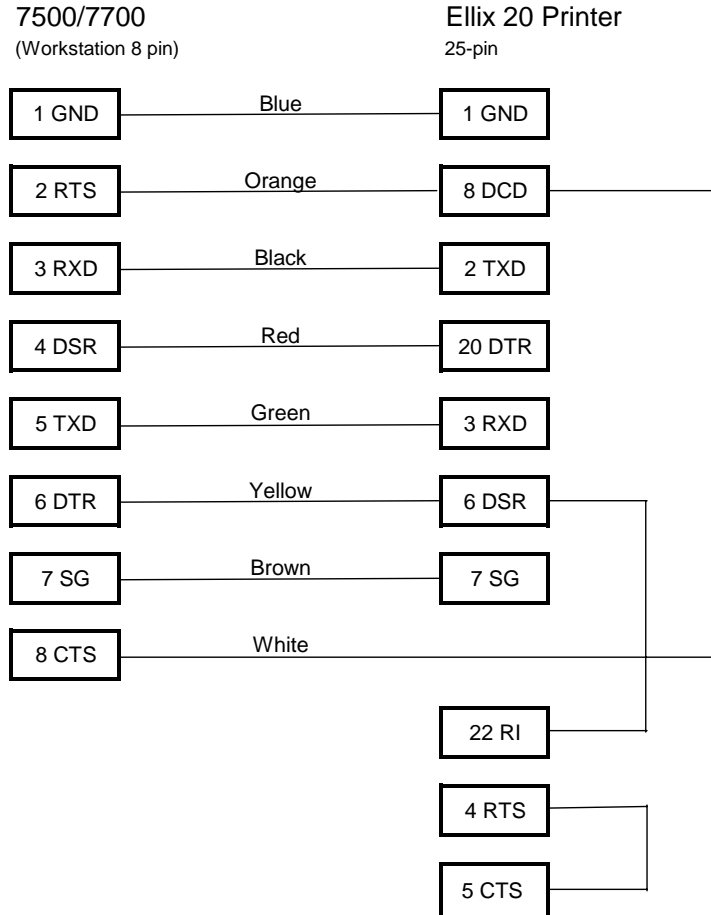 7500/7700 Ellix 20 Printer
(Workstation 8 pin) 25-pin
1 GND Blue 1 GND
2 RTS Orange 8 DCD
3 RXD Black 2 TXD
4 DSR Red 20 DTR
5 TXD Green 3 RXD
6 DTR Yellow 6 DSR
7 SG Brown 7 SG
8 CTS White
22 RI
4 RTS
5 CTS